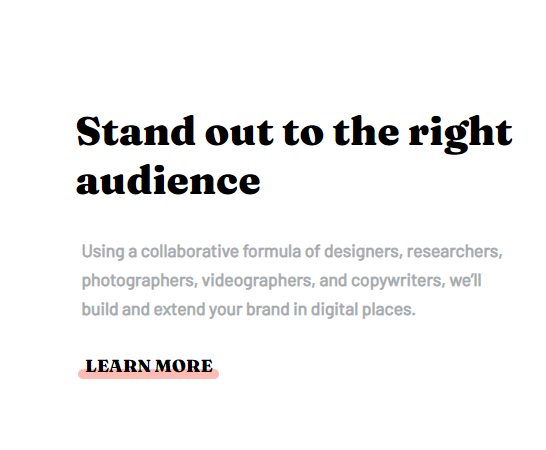 Stand out to the right
audience
Using a collaborative formula of designers, researchers,
photographers, videographers, and copywriters, we’ll
build and extend your brand in digital places.
LEARN MORE